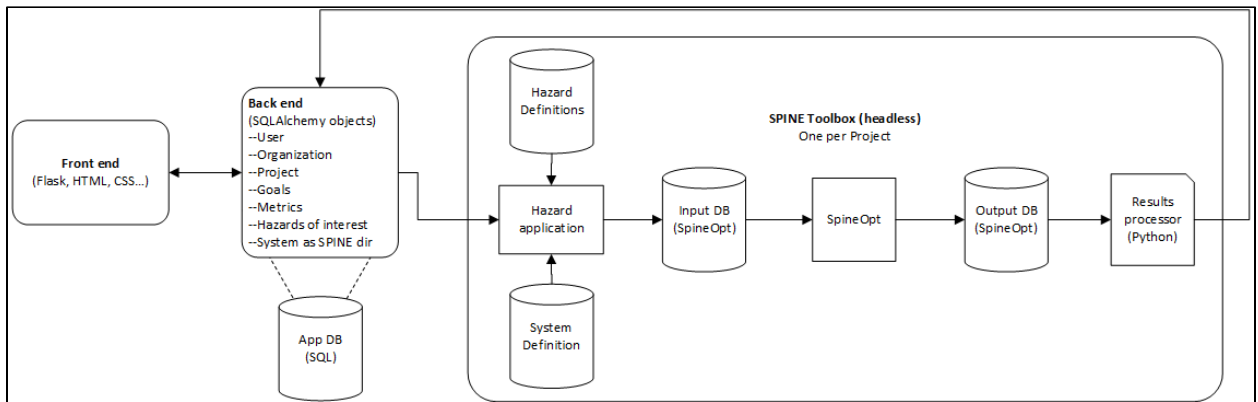 Front end
(Flask, HTML, CSS...)
Back end
(SQLAlchemy objects)
--User
--Organization
--Project
--Goals
--Metrics
--Hazards of interest
--System as SPINE dir
App DB
(SQL)
Hazard
Definitions
SPINE Toolbox (headless)
One per Project
Hazard
application
Input DB
(SpineOpt)
SpineOpt
Output DB
(SpineOpt)
Results
processor
(Python)
System
Definition